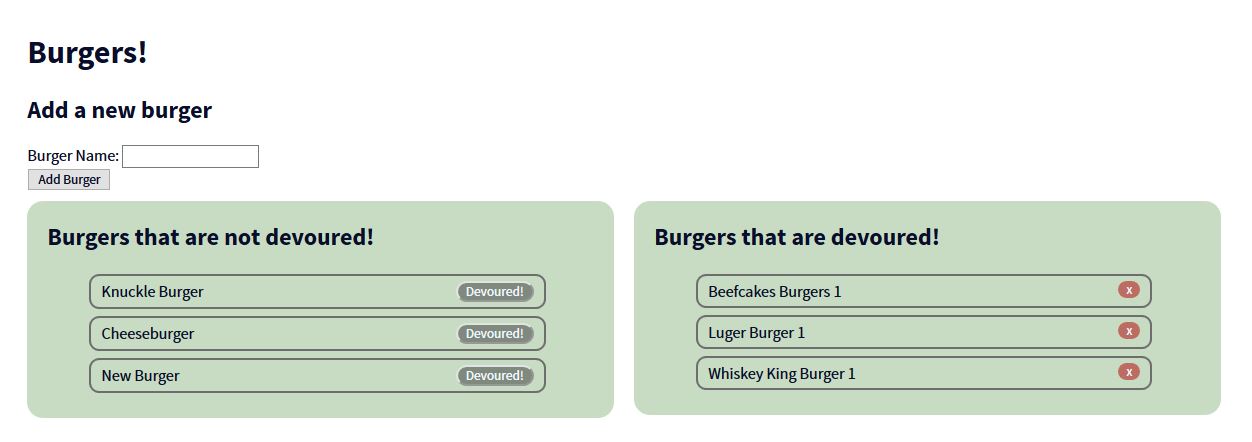 Burgers!
Add a new burger
Burger Name:
Add Burger
Burgers that are not devoured!
Knuckle Burger Devoured!
Cheeseburger Devoured!
New Burger Devoured!
Burgers that are devoured!
Beefcakes Burgers 1 x
Luger Burger 1 x
Whiskey King Burger 1 x